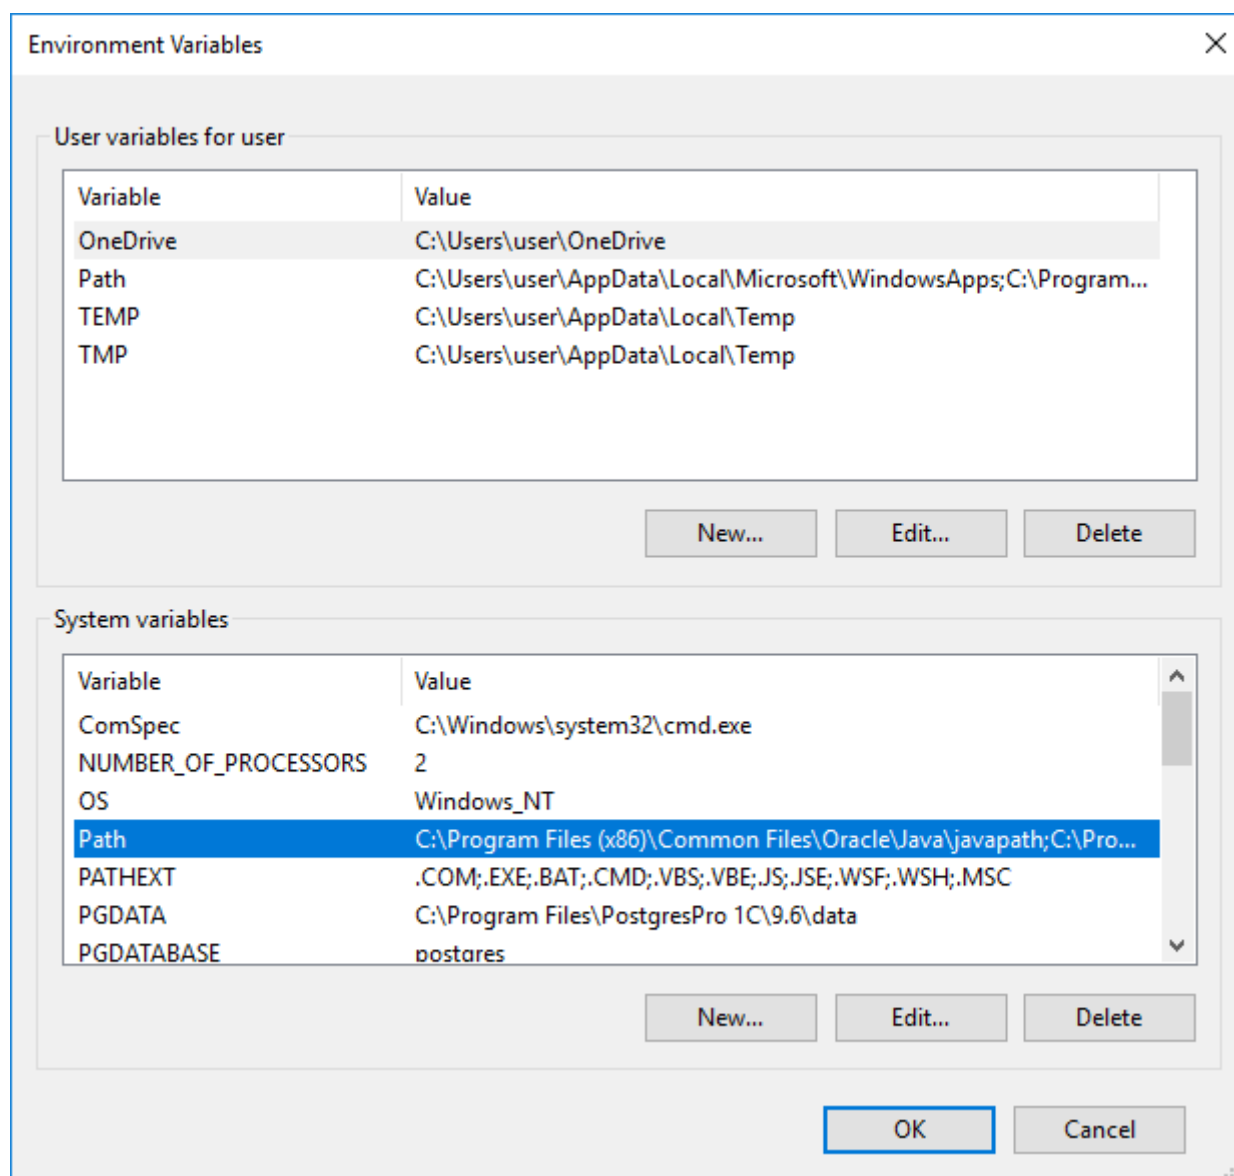 Environment Variables
User variables for user
Variable Value
OneDrive C:\Users\user\OneDrive
Path C:\Users\user\AppData\Local\Microsoft\WindowsApps;C:\Program...
TEMP C:\Users\user\AppData\Local\Temp
TMP C:\Users\user\AppData\Local\Temp
New... Edit... Delete
System variables
Variable Value
ComSpec C:\Windows\system32\cmd.exe
NUMBER_OF_PROCESSORS 2
OS Windows_NT
Path C:\Program Files (x86)\Common Files\Oracle\Java\javapath;C:\Pro...
PATHEXT .COM;.EXE;.BAT;.CMD;.VBS;.VBE;.JS;.JSE;.WSF;.WSH;.MSC
PGDATA C:\Program Files\PostgresPro 1C\9.6\data
PGDATABASE postgres
New... Edit... Delete
OK Cancel